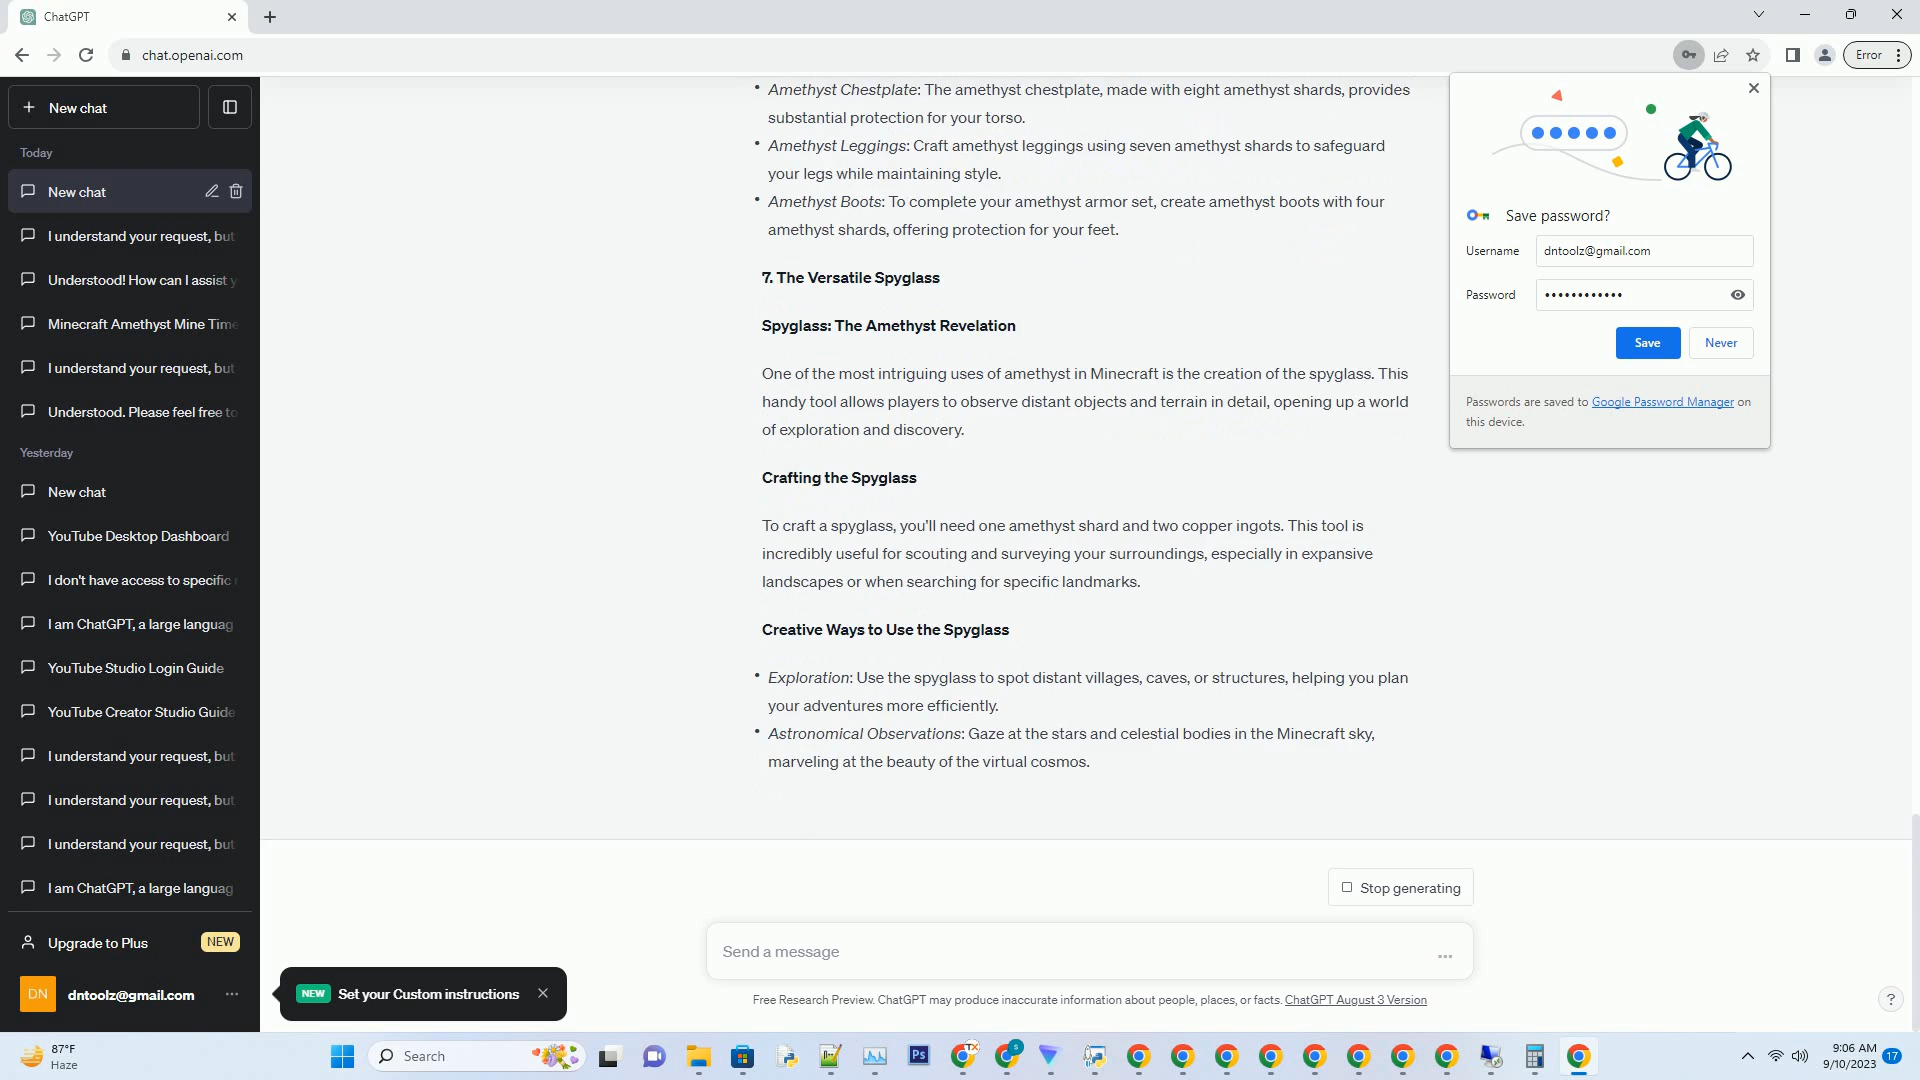 ChatGPT
chat.openai.com
Error
New chat
Today
New chat
I understand your request, but
Understood! How can I assist y
Minecraft Amethyst Mine Time
I understand your request, but
Understood. Please feel free to
Yesterday
New chat
YouTube Desktop Dashboard
I don't have access to specific
I am ChatGPT, a large languag
YouTube Studio Login Guide
YouTube Creator Studio Guide
I understand your request, but
I understand your request, but
I understand your request, but
I am ChatGPT, a large languag
Upgrade to Plus NEW
DN dntoolz@gmail.com
NEW Set your Custom instructions
• Amethyst Chestplate: The amethyst chestplate, made with eight amethyst shards, provides
substantial protection for your torso.
• Amethyst Leggings: Craft amethyst leggings using seven amethyst shards to safeguard
your legs while maintaining style.
• Amethyst Boots: To complete your amethyst armor set, create amethyst boots with four
amethyst shards, offering protection for your feet.
7. The Versatile Spyglass
Spyglass: The Amethyst Revelation
One of the most intriguing uses of amethyst in Minecraft is the creation of the spyglass. This
handy tool allows players to observe distant objects and terrain in detail, opening up a world
of exploration and discovery.
Crafting the Spyglass
To craft a spyglass, you'll need one amethyst shard and two copper ingots. This tool is
incredibly useful for scouting and surveying your surroundings, especially in expansive
landscapes or when searching for specific landmarks.
Creative Ways to Use the Spyglass
• Exploration: Use the spyglass to spot distant villages, caves, or structures, helping you plan
your adventures more efficiently.
• Astronomical Observations: Gaze at the stars and celestial bodies in the Minecraft sky,
marveling at the beauty of the virtual cosmos.
Stop generating
Send a message
Free Research Preview. ChatGPT may produce inaccurate information about people, places, or facts. ChatGPT August 3 Version
?
Save password?
Username dntoolz@gmail.com
Password ••••••••••••
Save Never
Passwords are saved to Google Password Manager on
this device.
87°F
Haze
Search
Ps
TX
s
9:06 AM
9/10/2023
17